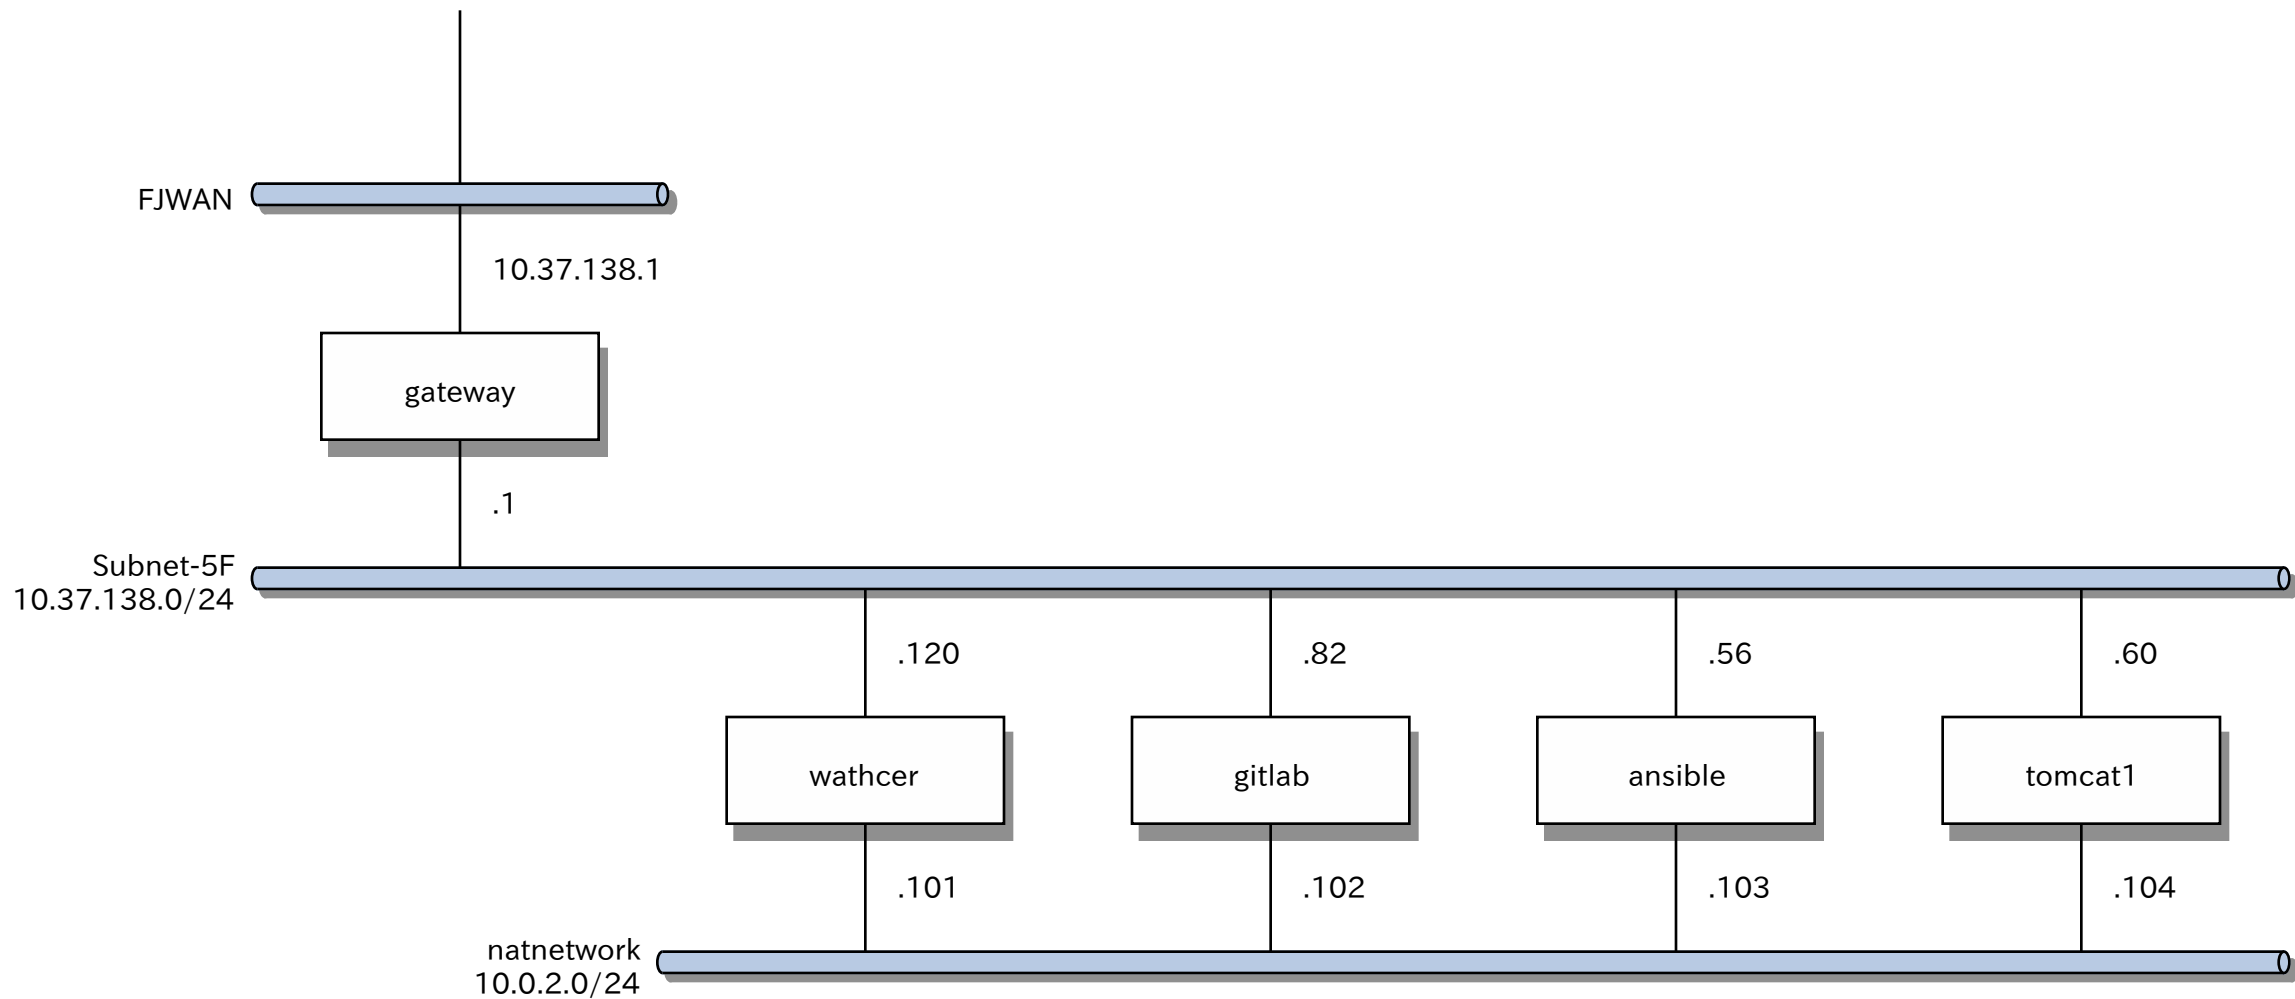 FJWAN
10.37.138.1
gateway
.1
Subnet-5F
10.37.138.0/24
.120
.82
.56
.60
wathcer
gitlab
ansible
tomcat1
.101
.102
.103
.104
natnetwork
10.0.2.0/24